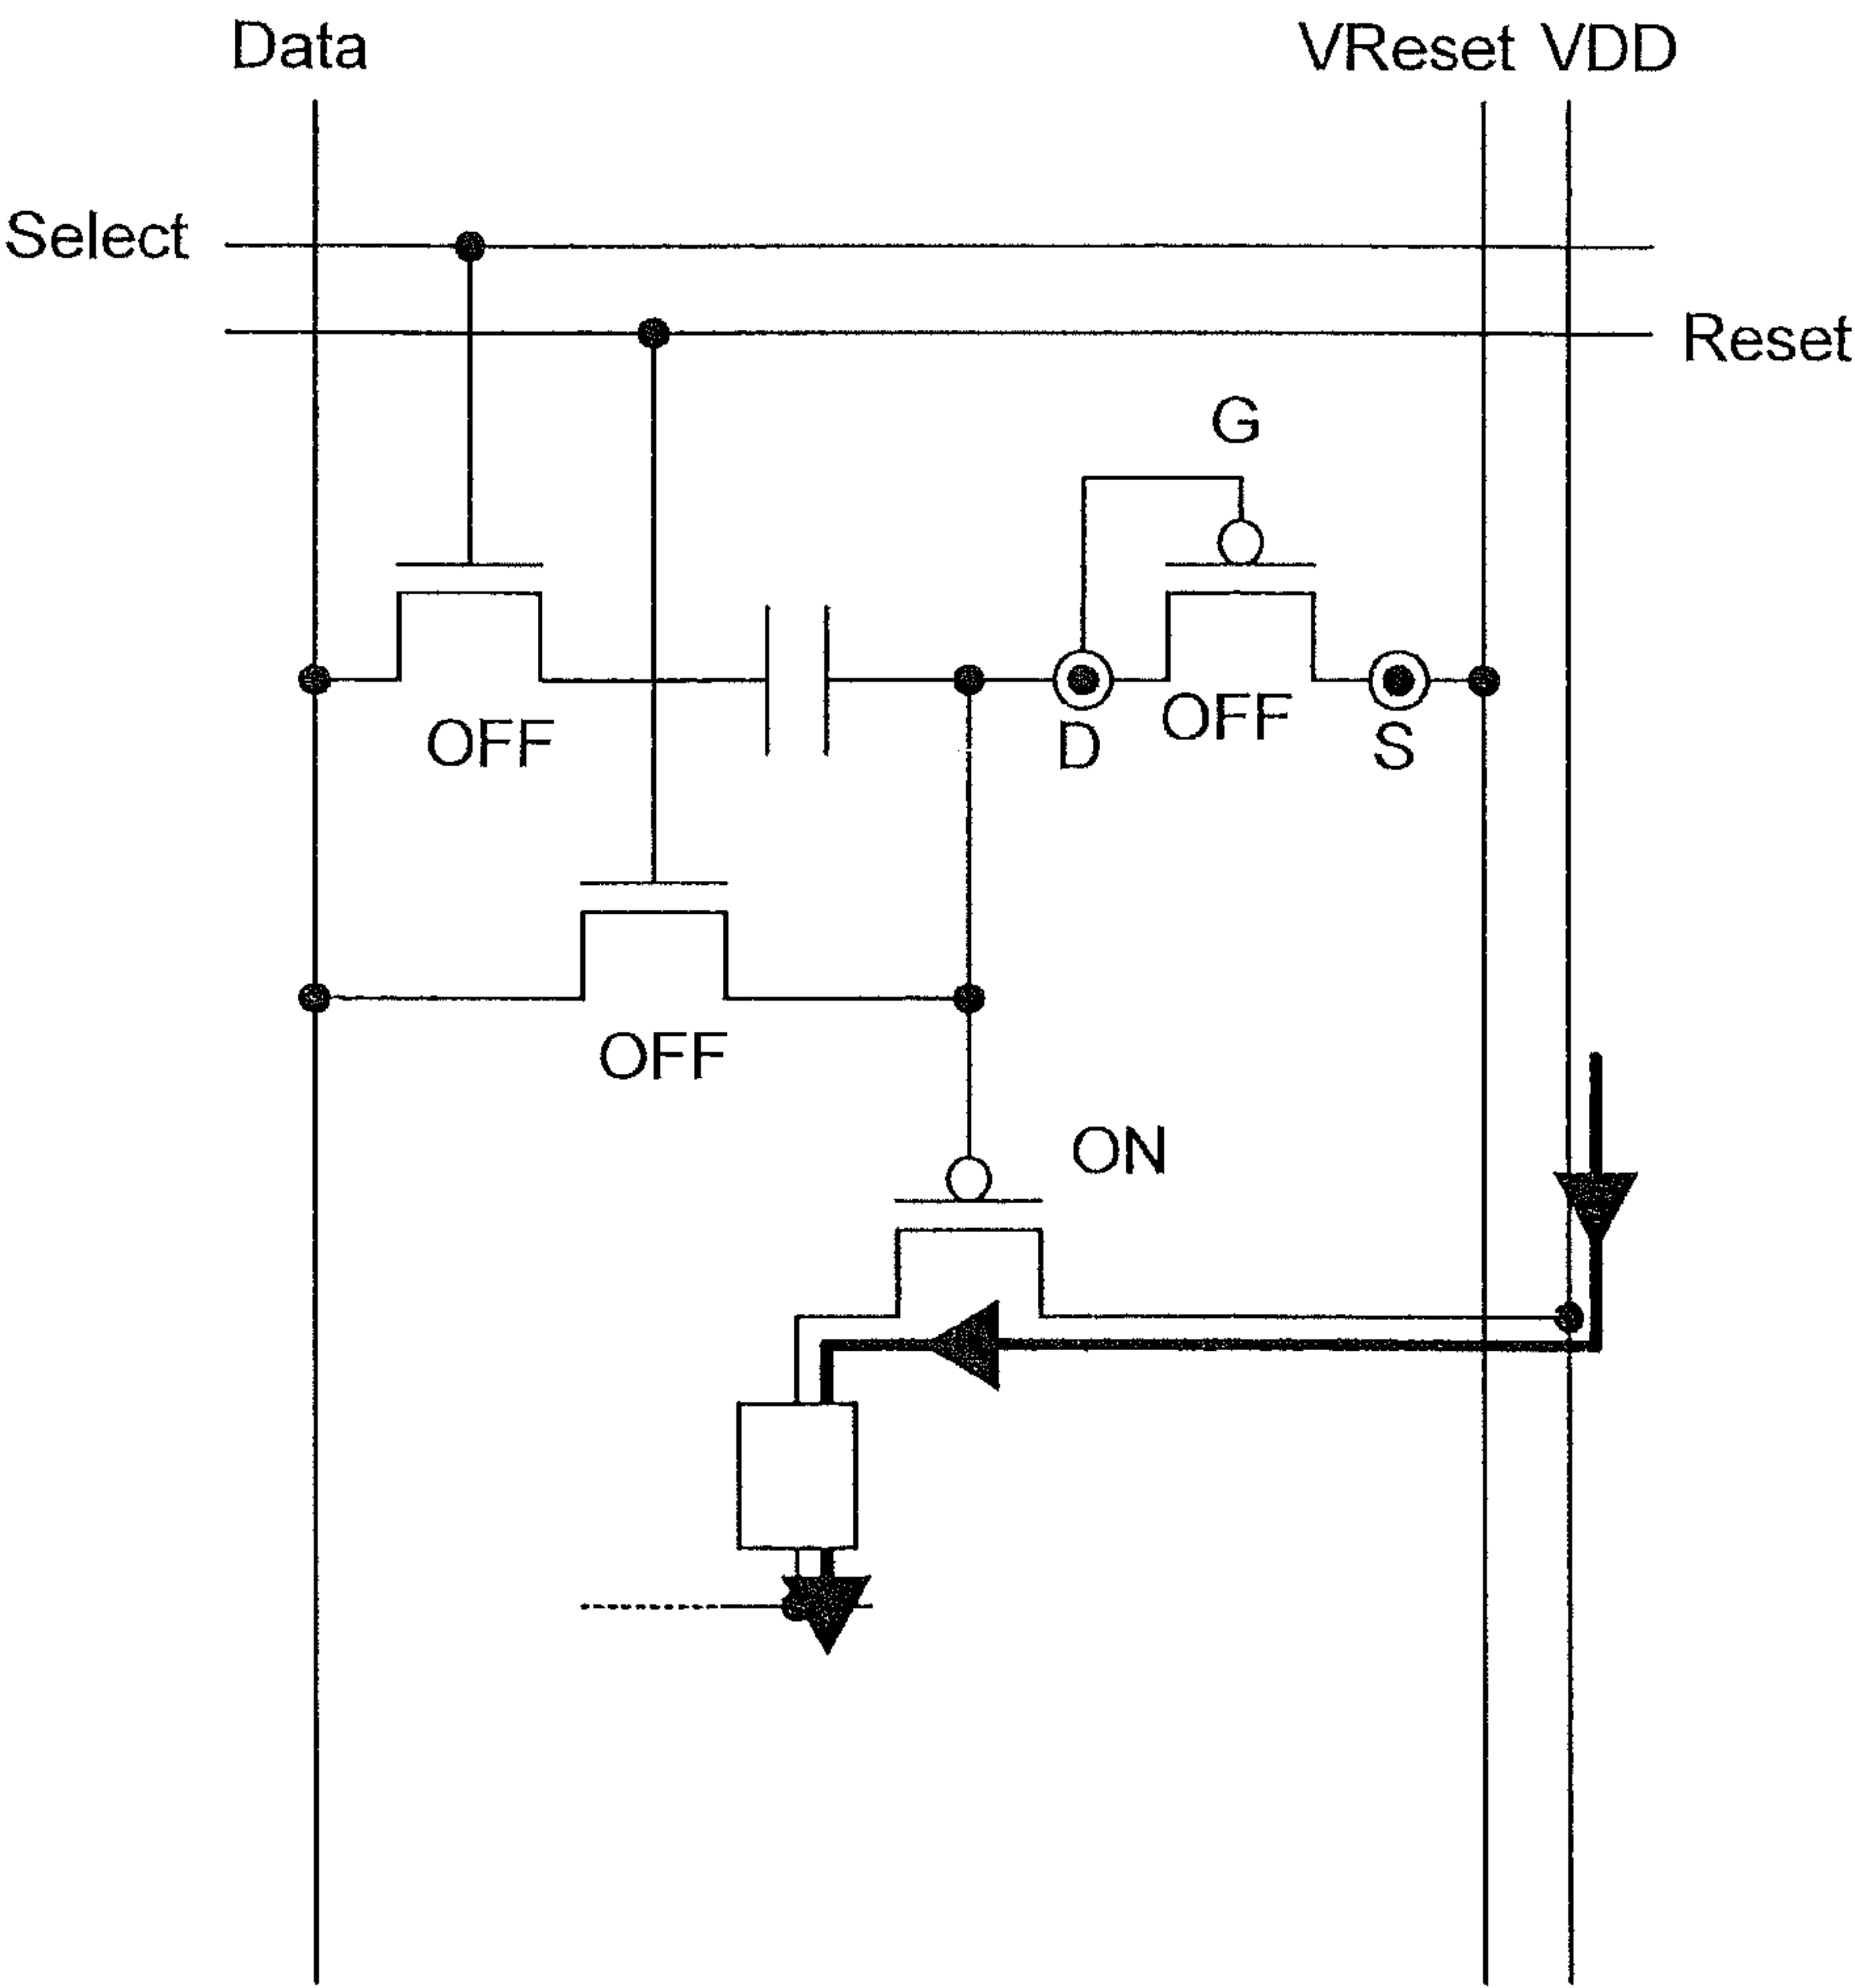 Data
VReset VDD
Select
Reset
G
OFF
D
OFF
S
OFF
ON